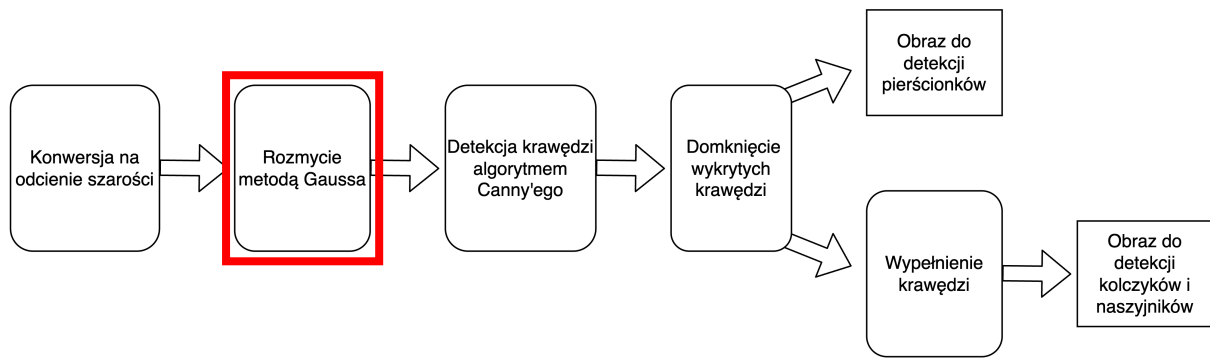 Konwersja na
odcienie szarości
Rozmycie
metodą Gaussa
Detekcja krawędzi
algorytmem
Canny'ego
Domknięcie
wykrytych
krawędzi
Obraz do
detekcji
pierścionków
Wypełnienie
krawędzi
Obraz do
detekcji
kolczyków i
naszyjników